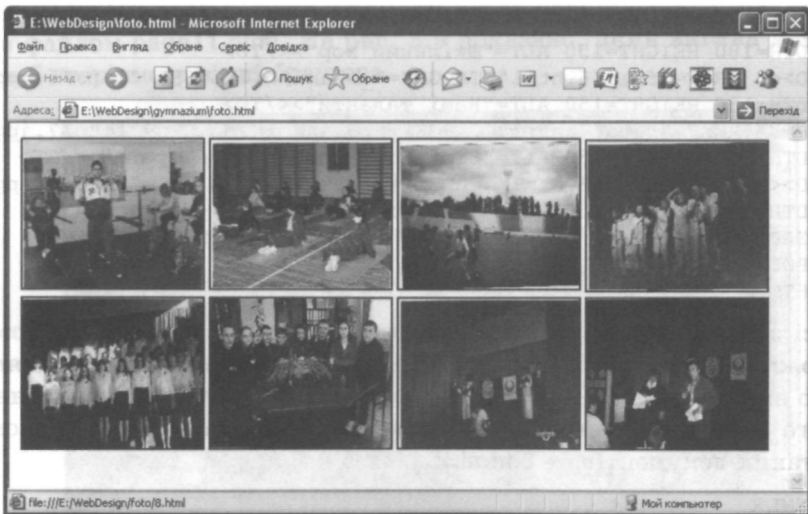 E:\WebDesign\foto.html - Microsoft Internet Explorer
Файл Правка Вигляд Обране Сервіс Довідка
Назад Пошук Обране
Адреса: E:\WebDesign\gymnazium\foto.html Перехід
file:///E:/WebDesign/foto/8.html Мой компьютер